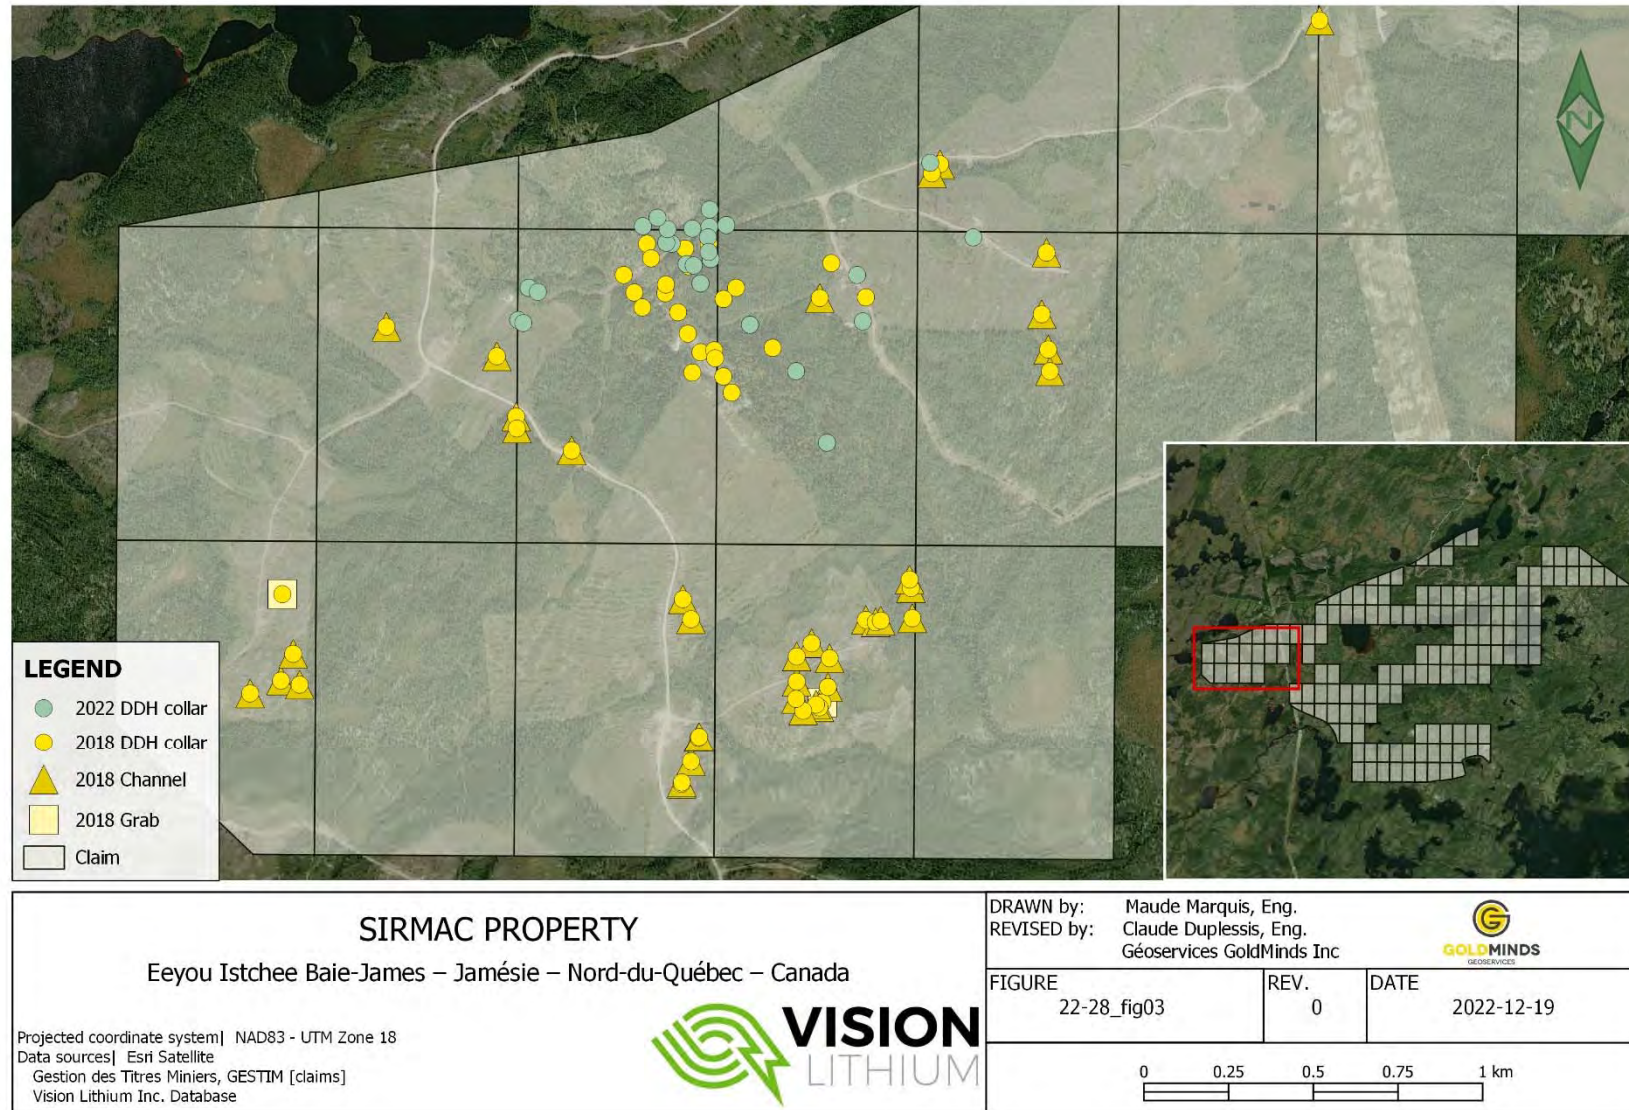 N
LEGEND
2022 DDH collar
2018 DDH collar
2018 Channel
2018 Grab
Claim
SIRMAC PROPERTY
Eeyou Istchee Baie-James – Jamésie – Nord-du-Québec – Canada
Projected coordinate system| NAD83 - UTM Zone 18
Data sources| Esri Satellite
Gestion des Titres Miniers, GESTIM [claims]
Vision Lithium Inc. Database
VISION
LITHIUM
DRAWN by: Maude Marquis, Eng.
REVISED by: Claude Duplessis, Eng.
Géoservices GoldMinds Inc
GOLDMINDS
GEOSERVICES
FIGURE
22-28_fig03
REV.
0
DATE
2022-12-19
0 0.25 0.5 0.75 1 km